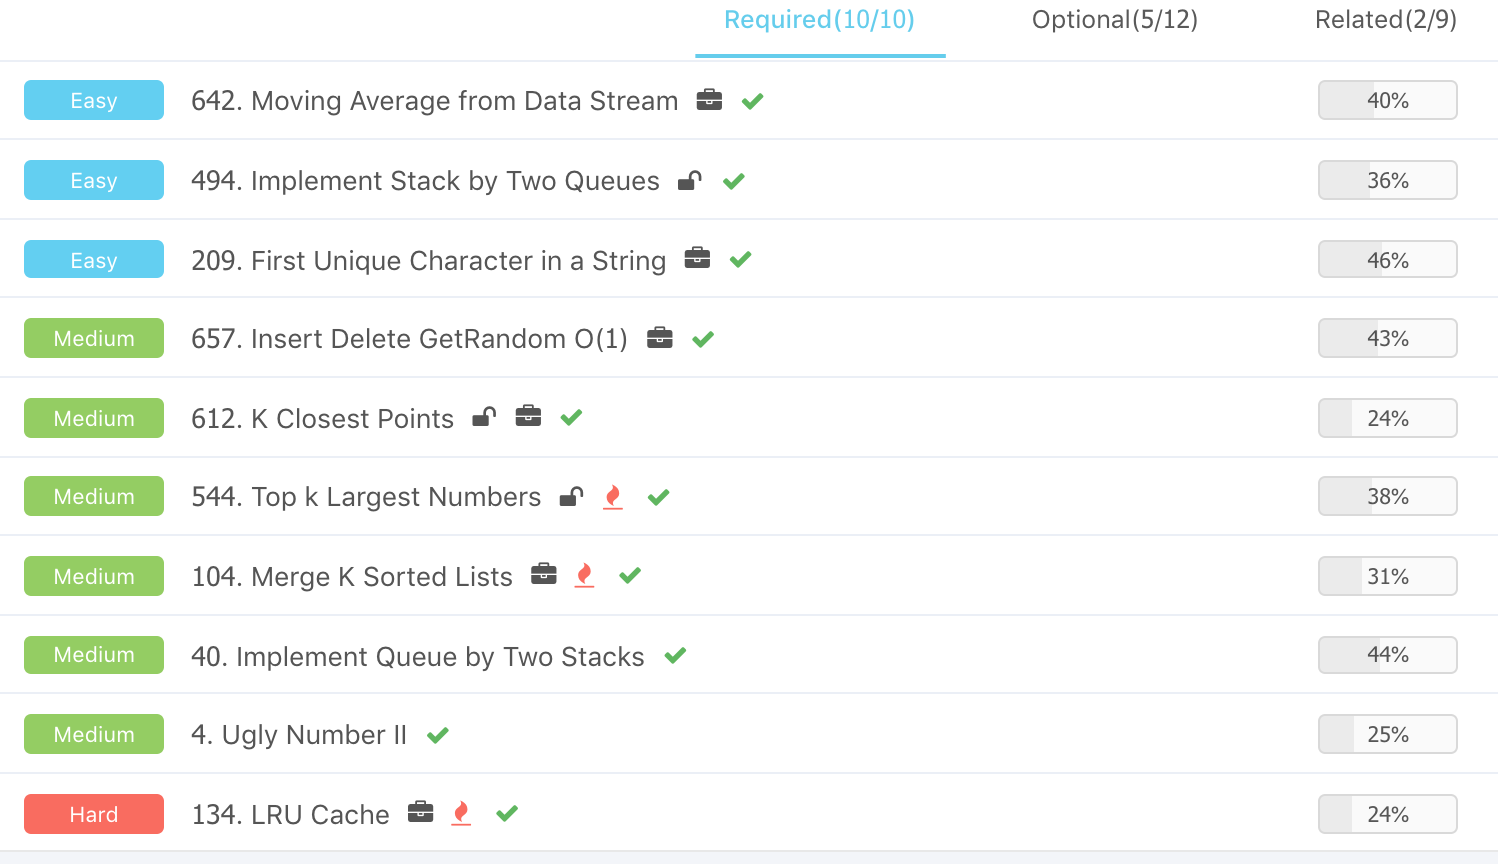 Required(10/10) Optional(5/12) Related(2/9)
Easy 642. Moving Average from Data Stream 40%
Easy 494. Implement Stack by Two Queues 36%
Easy 209. First Unique Character in a String 46%
Medium 657. Insert Delete GetRandom O(1) 43%
Medium 612. K Closest Points 24%
Medium 544. Top k Largest Numbers 38%
Medium 104. Merge K Sorted Lists 31%
Medium 40. Implement Queue by Two Stacks 44%
Medium 4. Ugly Number II 25%
Hard 134. LRU Cache 24%